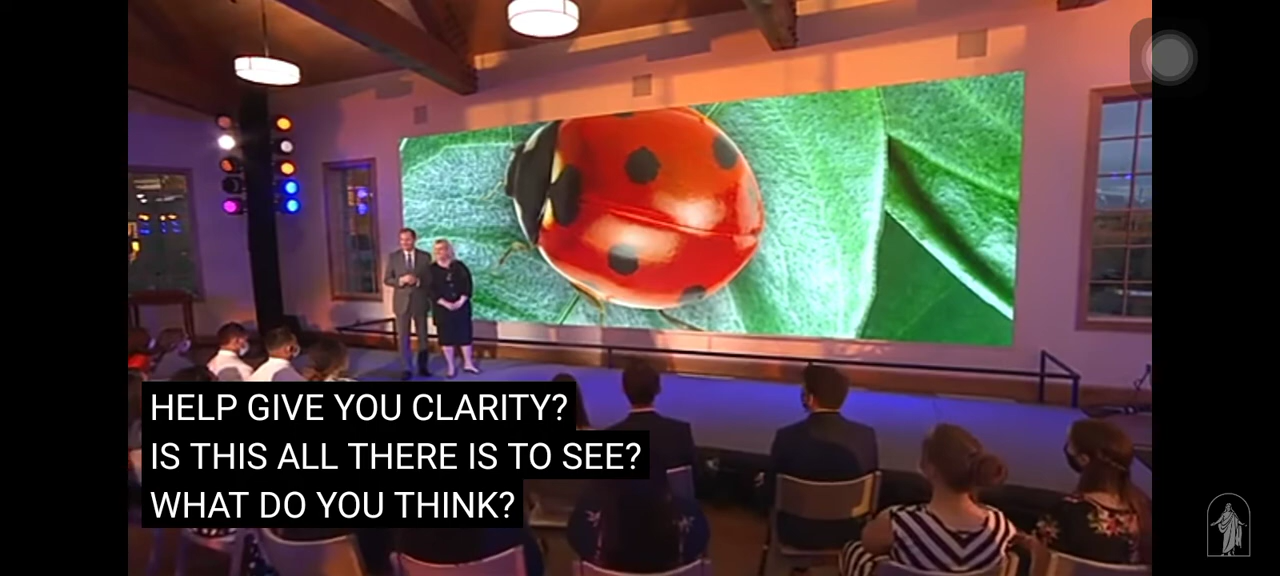 HELP GIVE YOU CLARITY?
IS THIS ALL THERE IS TO SEE?
WHAT DO YOU THINK?